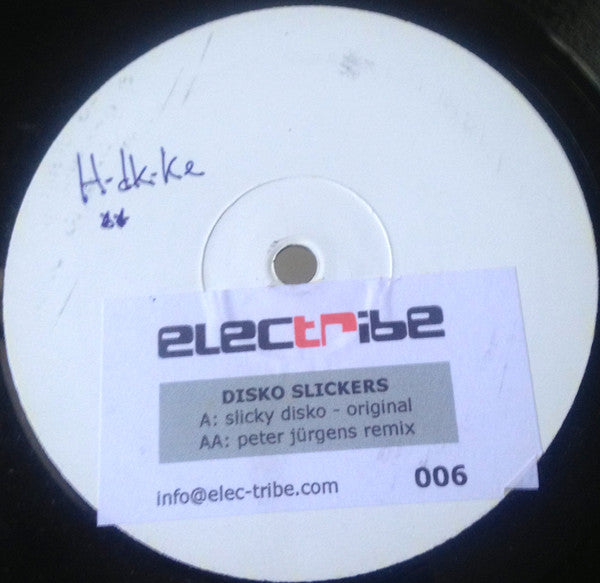 H-dk-ke
electribe
DISKO SLICKERS
A: slicky disko - original
AA: peter jürgens remix
info@elec-tribe.com
006